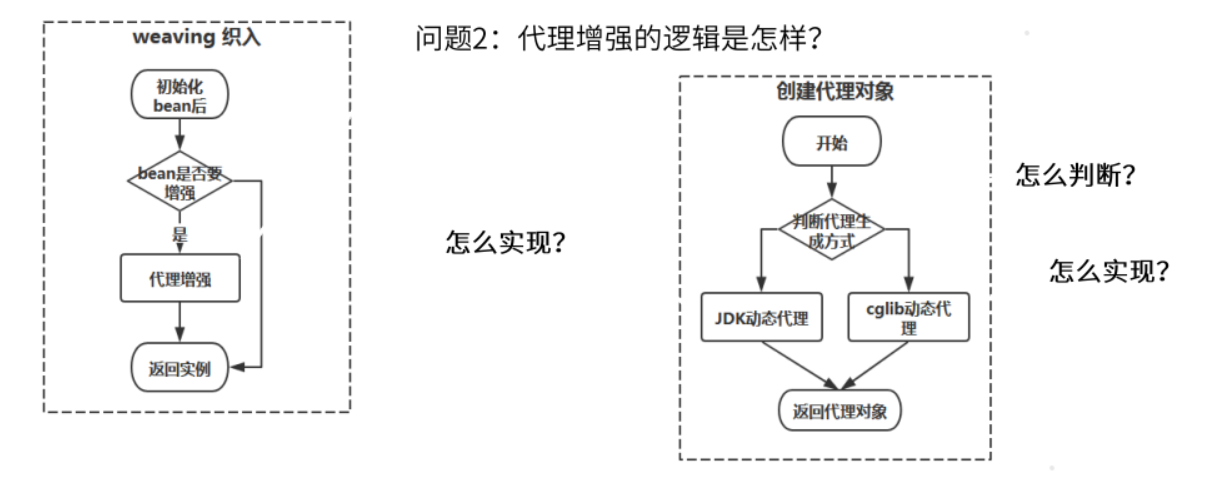 weaving 织入
初始化
bean后
bean是否要
增强
是
代理增强
返回实例
问题2：代理增强的逻辑是怎样？
怎么实现？
创建代理对象
开始
判断代理生
成方式
JDK动态代理
cglib动态代
理
返回代理对象
怎么判断？
怎么实现？